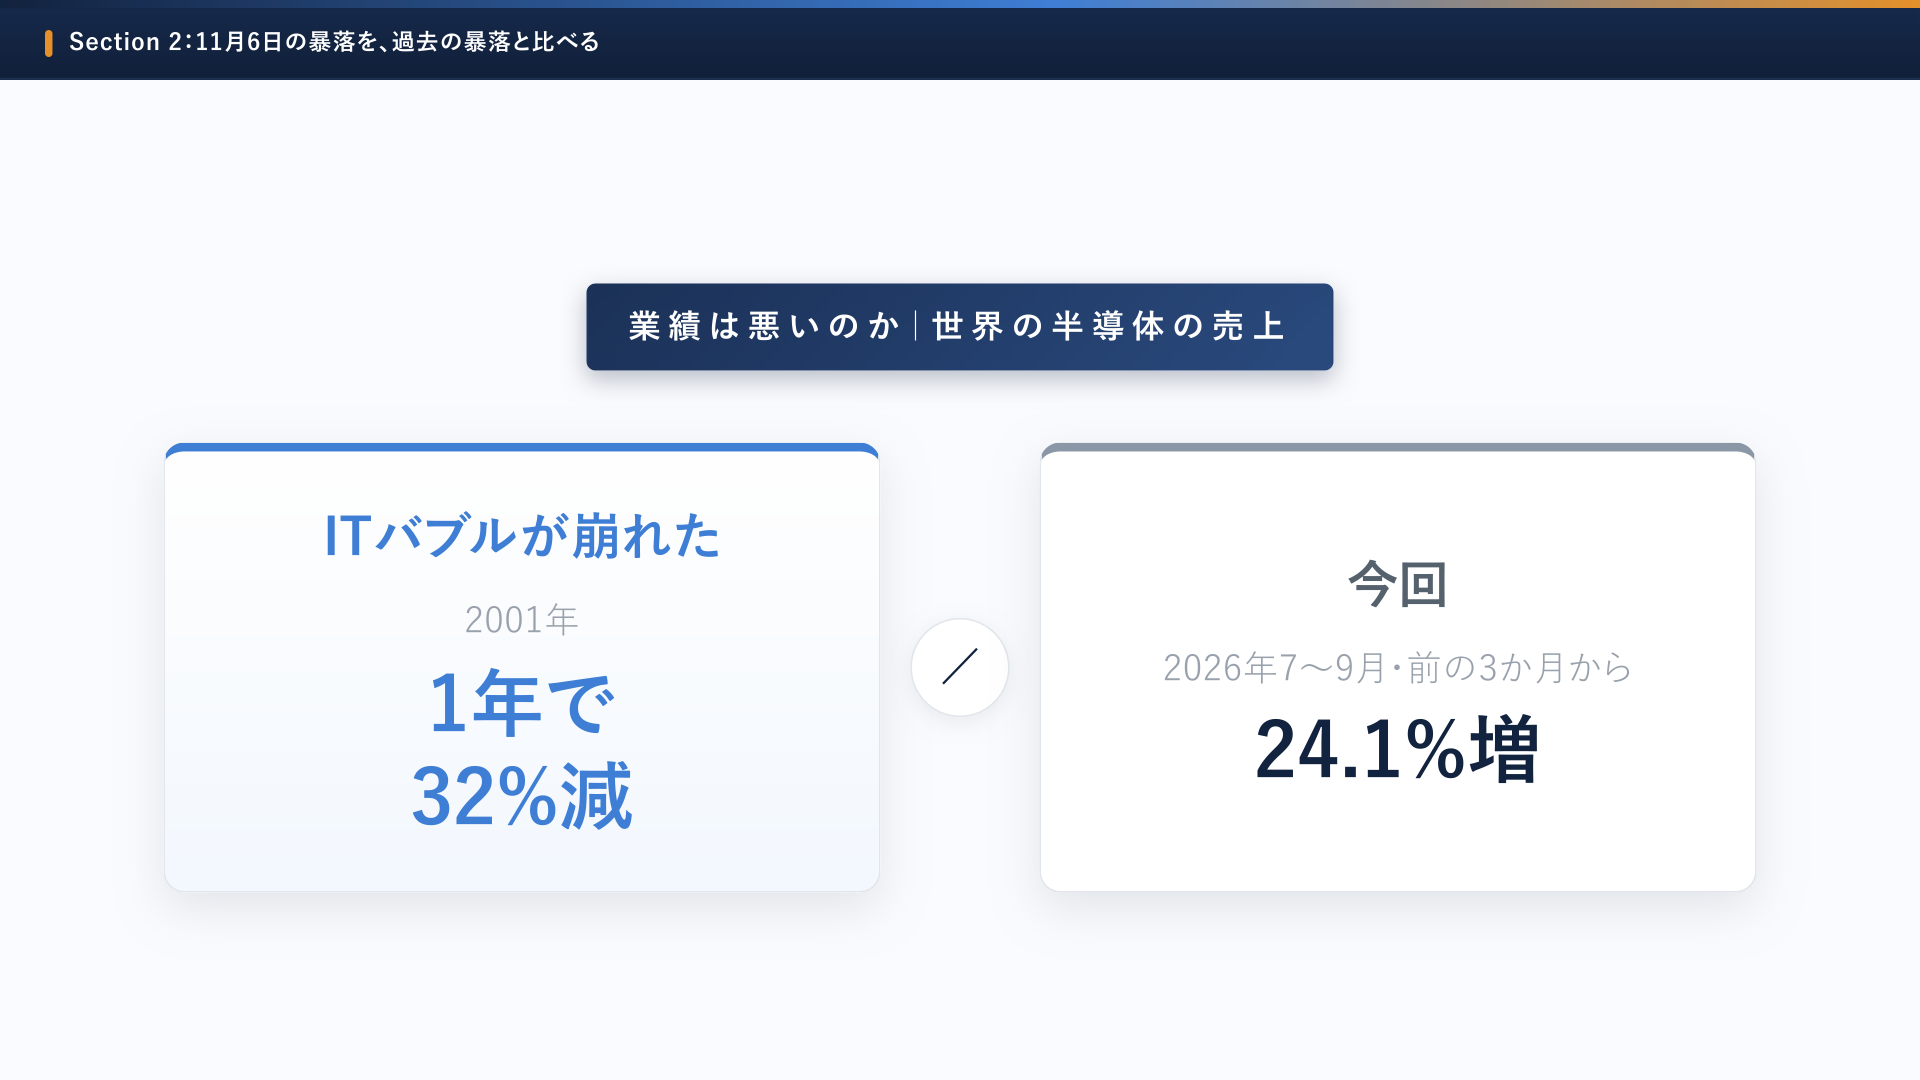 Section 2：11月6日の暴落を、過去の暴落と比べる
業績は悪いのか｜世界の半導体の売上
ITバブルが崩れた
2001年
1年で
32%減
／
今回
2026年7〜9月・前の3か月から
24.1%増